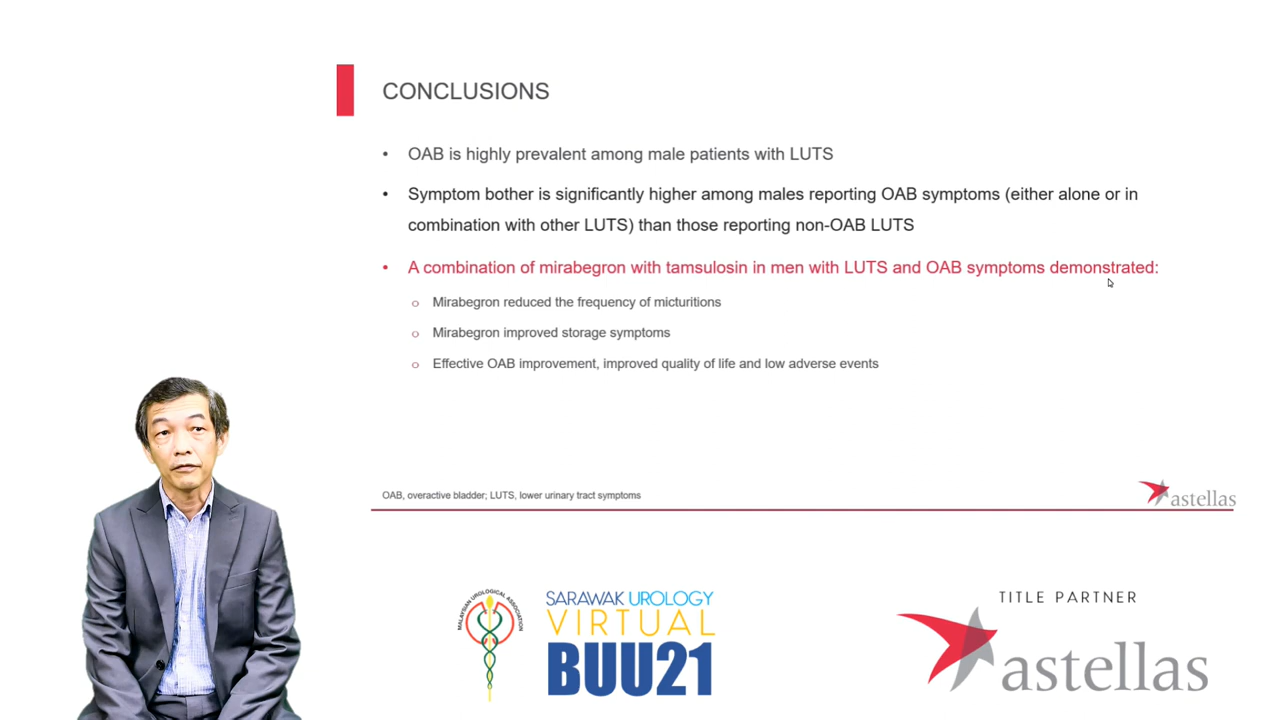 CONCLUSIONS
• OAB is highly prevalent among male patients with LUTS
• Symptom bother is significantly higher among males reporting OAB symptoms (either alone or in
combination with other LUTS) than those reporting non-OAB LUTS
• A combination of mirabegron with tamsulosin in men with LUTS and OAB symptoms demonstrated:
o Mirabegron reduced the frequency of micturitions
o Mirabegron improved storage symptoms
o Effective OAB improvement, improved quality of life and low adverse events
OAB, overactive bladder; LUTS, lower urinary tract symptoms
astellas
MALAYSIAN UROLOGICAL ASSOCIATION
SARAWAK UROLOGY
VIRTUAL
BUU21
TITLE PARTNER
astellas